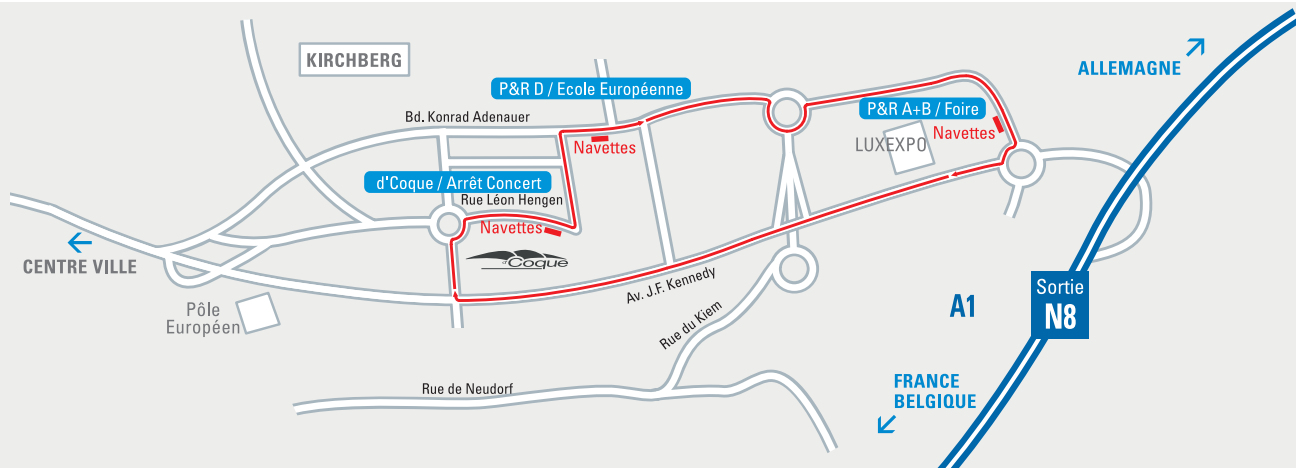 KIRCHBERG
ALLEMAGNE
P&R D / Ecole Européenne
P&R A+B / Foire
Bd. Konrad Adenauer
Navettes
Navettes
LUXEXPO
d'Coque / Arrêt Concert
Rue Léon Hengen
Navettes
d'Coque
CENTRE VILLE
Av. J.F. Kennedy
Sortie
N8
A1
Pôle
Européen
Rue du Kiem
FRANCE
BELGIQUE
Rue de Neudorf